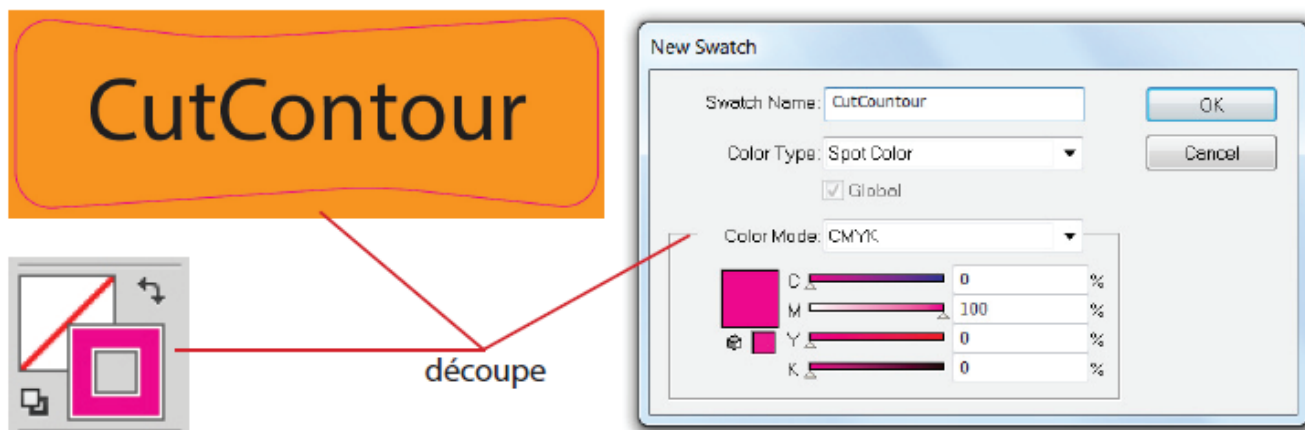 CutContour
découpe
New Swatch
Swatch Name: CutCountour
OK
Color Type: Spot Color
Cancel
Global
Color Mode: CMYK
C 0 %
M 100 %
Y 0 %
K 0 %